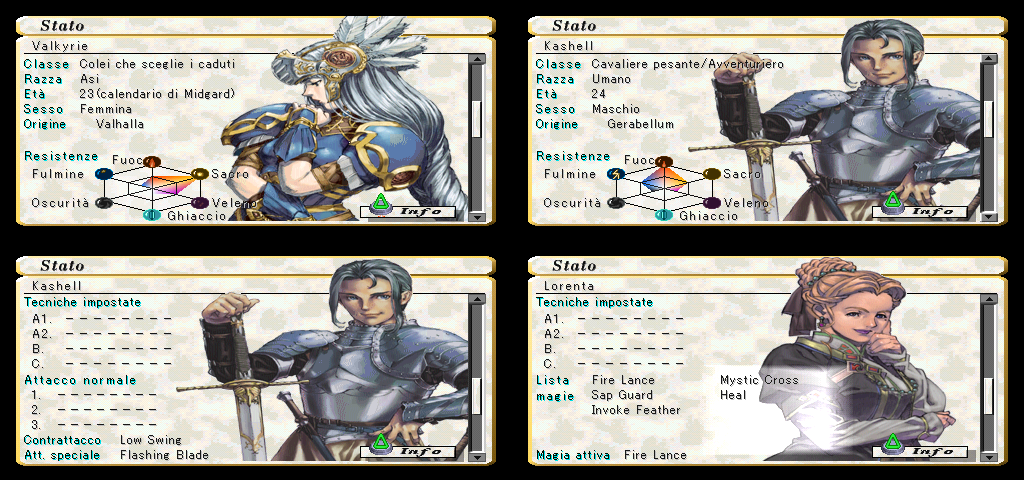 Stato
Valkyrie
Classe Colei che sceglie i caduti
Razza Asi
Età 23(calendario di Midgard)
Sesso Femmina
Origine Valhalla
Resistenze
Fuoco
Fulmine Sacro
Oscurità Veleno
Ghiaccio
Info
Stato
Kashell
Classe Cavaliere pesante/Avventuriero
Razza Umano
Età 24
Sesso Maschio
Origine Gerabellum
Resistenze
Fuoco
Fulmine Sacro
Oscurità Veleno
Ghiaccio
Info
Stato
Kashell
Tecniche impostate
A1. - - - - - - - -
A2. - - - - - - - -
B. - - - - - - - -
C. - - - - - - - -
Attacco normale
1. - - - - - - - -
2. - - - - - - - -
3. - - - - - - - -
Contrattacco Low Swing
Att. speciale Flashing Blade
Info
Stato
Lorenta
Tecniche impostate
A1. - - - - - - - -
A2. - - - - - - - -
B. - - - - - - - -
C. - - - - - - - -
Lista Fire Lance Mystic Cross
magie Sap Guard Heal
Invoke Feather
Magia attiva Fire Lance
Info